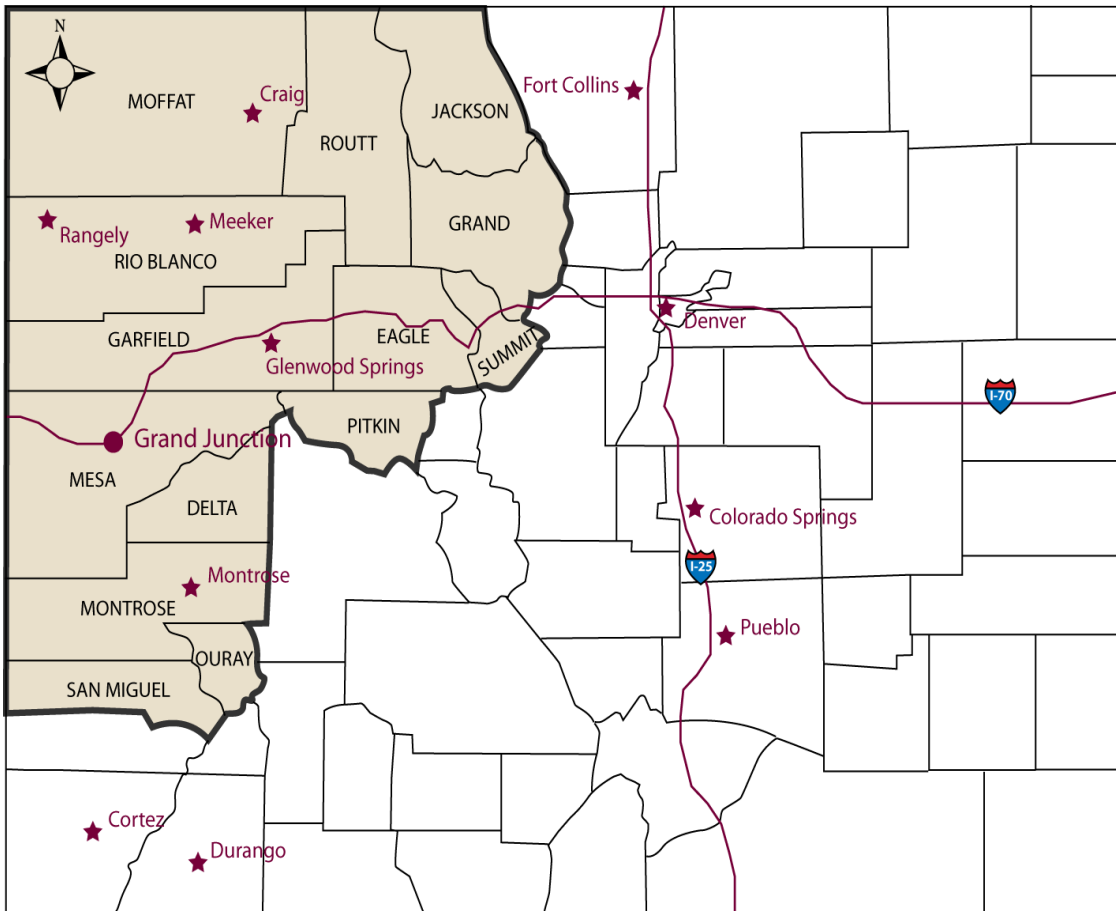 N
MOFFAT
Craig
JACKSON
Fort Collins
ROUTT
Rangely
Meeker
GRAND
RIO BLANCO
GARFIELD
EAGLE
SUMMIT
Denver
Glenwood Springs
I-70
PITKIN
Grand Junction
MESA
DELTA
Colorado Springs
I-25
Montrose
MONTROSE
Pueblo
OURAY
SAN MIGUEL
Cortez
Durango